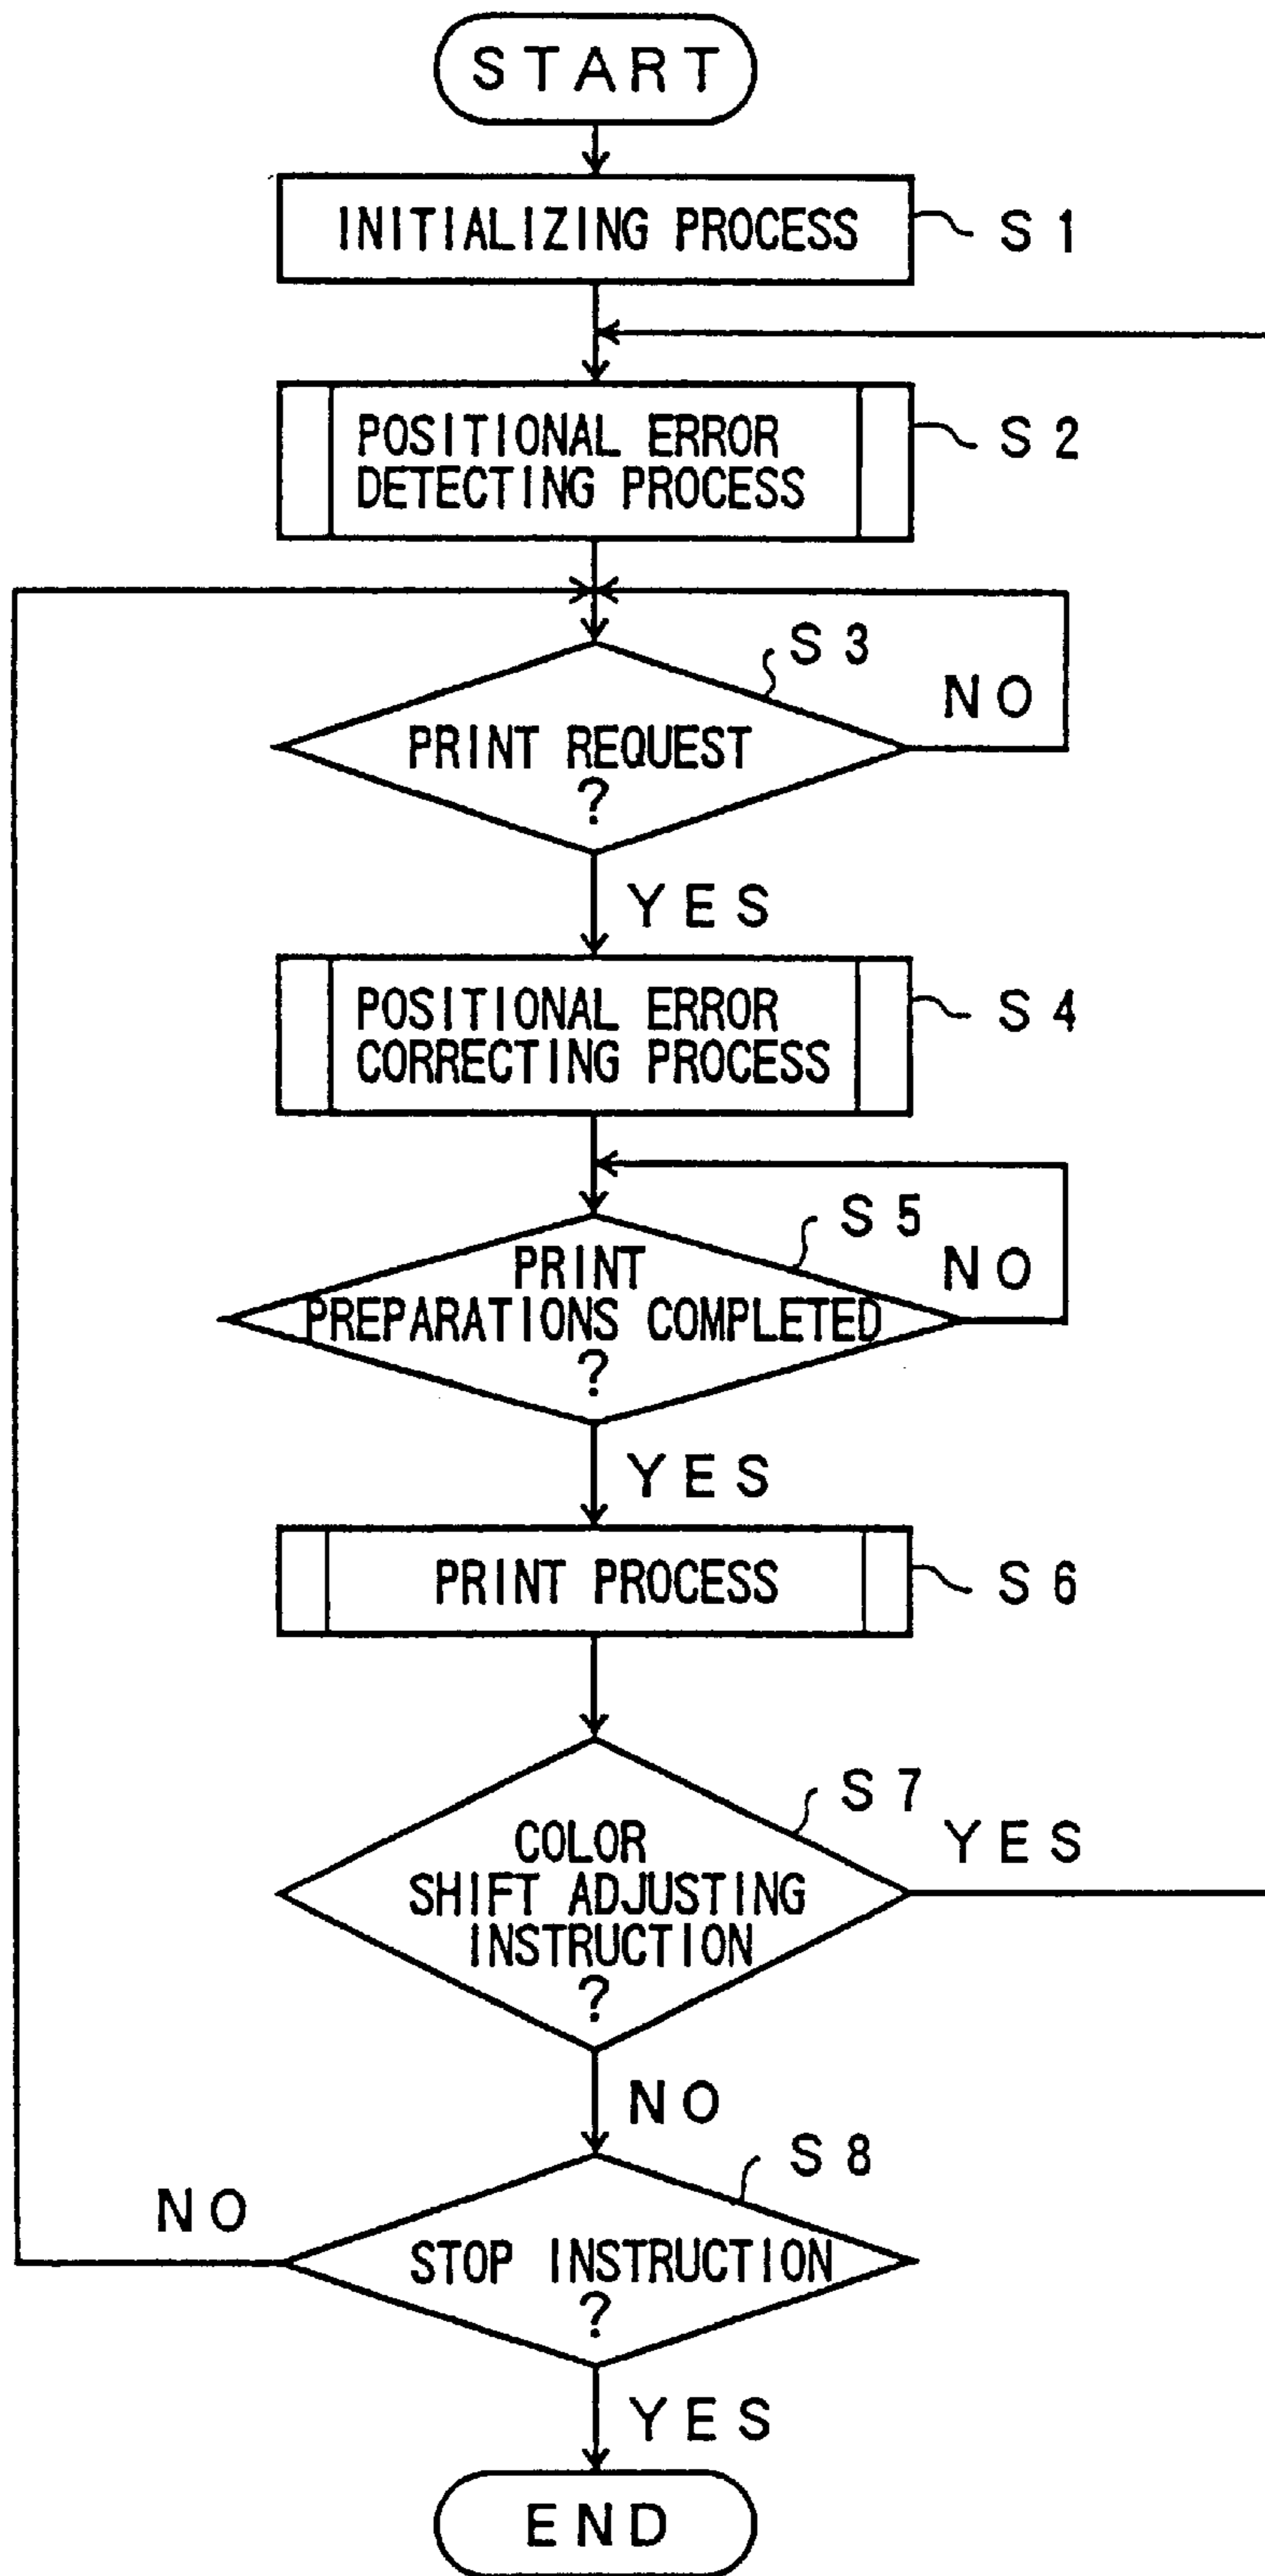 START
INITIALIZING PROCESS
S1
POSITIONAL ERROR
DETECTING PROCESS
S2
S3
NO
PRINT REQUEST
?
YES
POSITIONAL ERROR
CORRECTING PROCESS
S4
S5
NO
PRINT
PREPARATIONS COMPLETED
?
YES
PRINT PROCESS
S6
S7
YES
COLOR
SHIFT ADJUSTING
INSTRUCTION
?
NO
S8
NO
STOP INSTRUCTION
?
YES
END